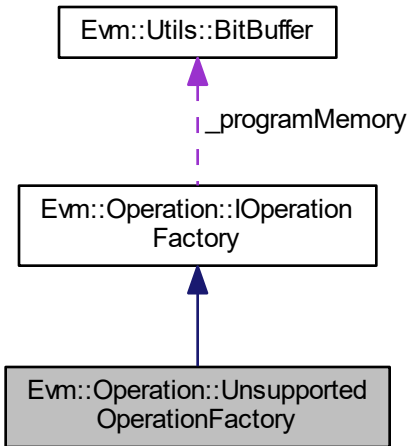 Evm::Utils::BitBuffer
_programMemory
Evm::Operation::IOperation
Factory
Evm::Operation::Unsupported
OperationFactory